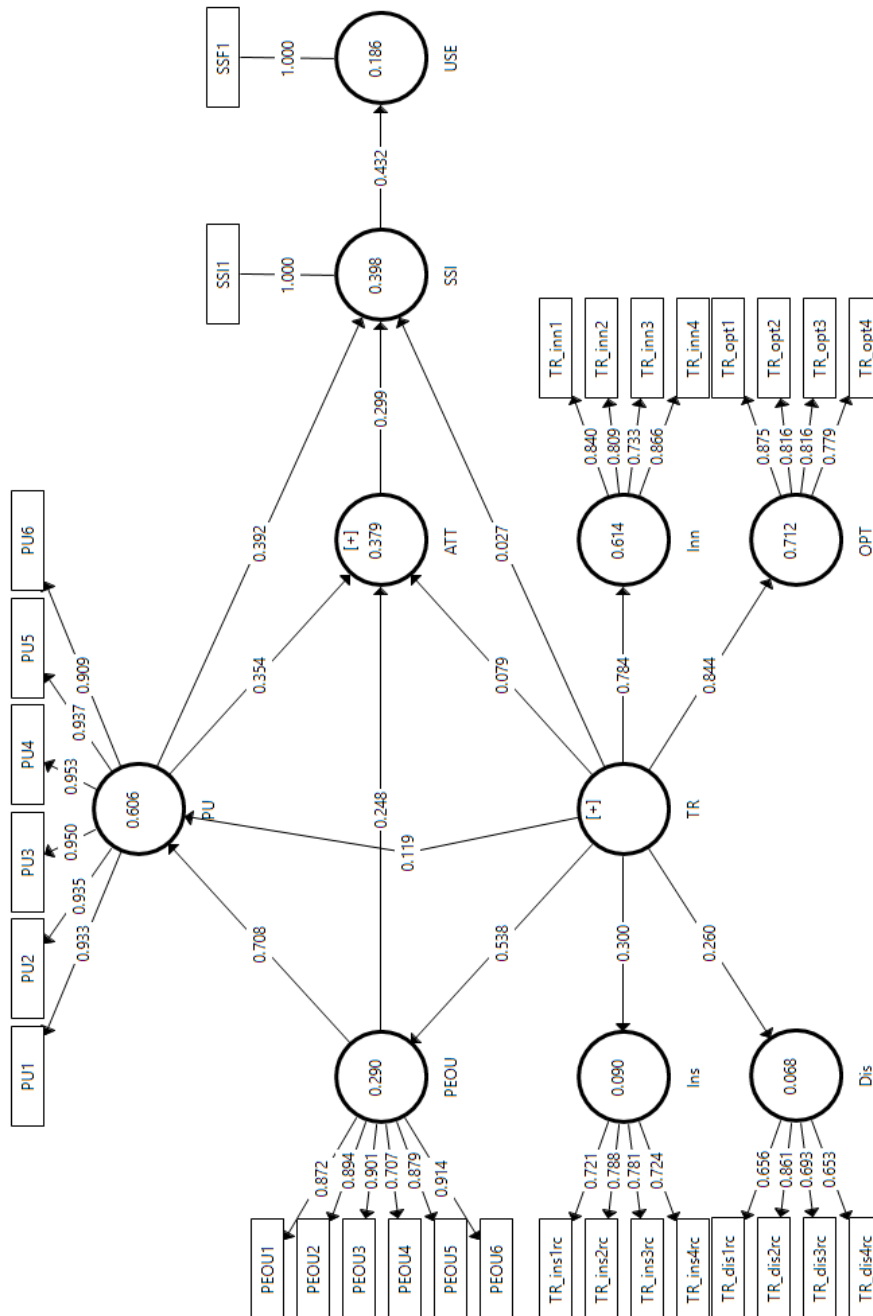 PU1
PU2
PU3
PU4
PU5
PU6
0.933
0.935
0.950
0.953
0.937
0.909
0.606
PU
0.392
0.354
0.708
0.119
PEOU1
PEOU2
PEOU3
PEOU4
PEOU5
PEOU6
0.872
0.894
0.901
0.707
0.879
0.914
0.290
PEOU
0.248
[+]
0.379
ATT
0.299
SSI1
1.000
0.398
SSI
0.432
SSF1
1.000
0.186
USE
0.538
0.079
0.027
TR_ins1rc
TR_ins2rc
TR_ins3rc
TR_ins4rc
0.721
0.788
0.781
0.724
0.090
Ins
0.300
[+]
TR
0.784
0.614
Inn
0.840
0.809
0.733
0.866
TR_inn1
TR_inn2
TR_inn3
TR_inn4
TR_dis1rc
TR_dis2rc
TR_dis3rc
TR_dis4rc
0.656
0.861
0.693
0.653
0.068
Dis
0.260
0.844
0.712
OPT
0.875
0.816
0.816
0.779
TR_opt1
TR_opt2
TR_opt3
TR_opt4